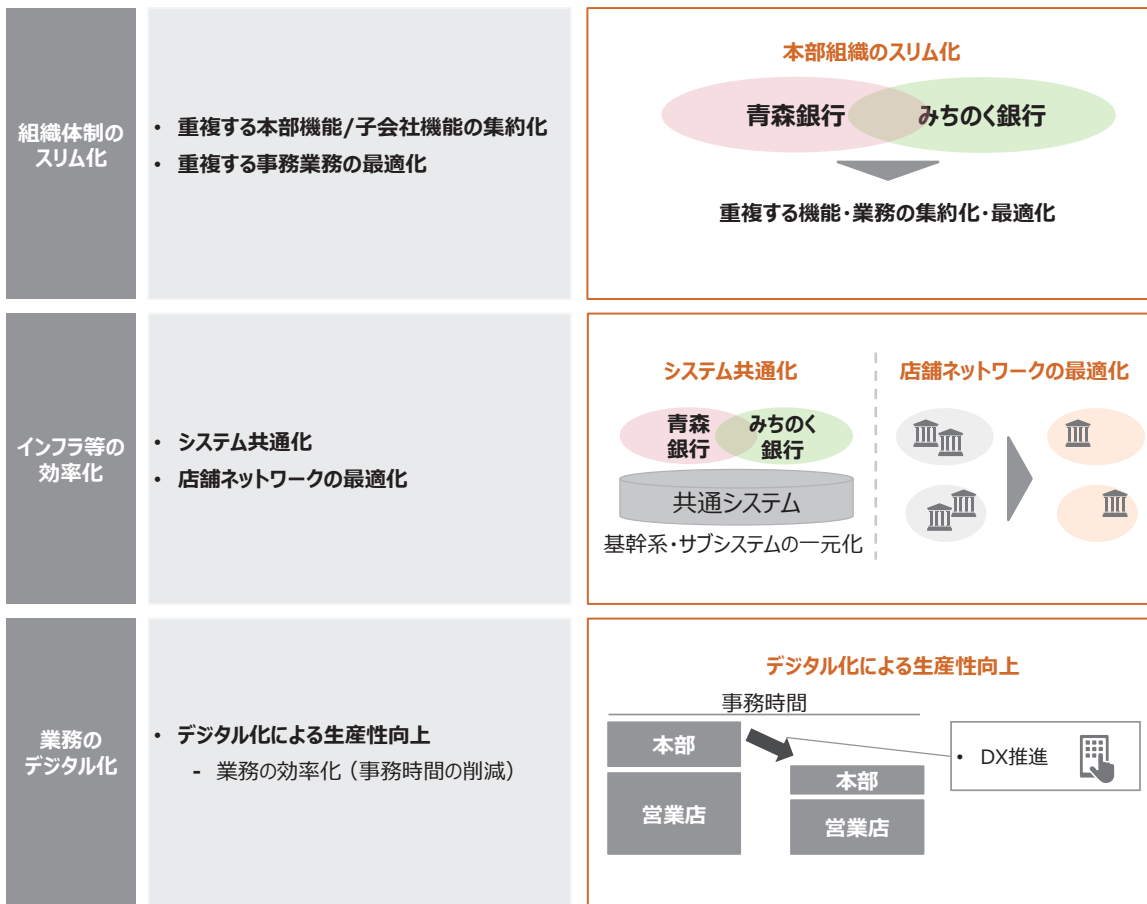 組織体制の
スリム化
• 重複する本部機能/子会社機能の集約化
• 重複する事務業務の最適化
本部組織のスリム化
青森銀行
みちのく銀行
重複する機能・業務の集約化・最適化
インフラ等の
効率化
• システム共通化
• 店舗ネットワークの最適化
システム共通化
青森
銀行
みちのく
銀行
共通システム
基幹系・サブシステムの一元化
店舗ネットワークの最適化
業務の
デジタル化
• デジタル化による生産性向上
- 業務の効率化（事務時間の削減）
デジタル化による生産性向上
事務時間
本部
営業店
本部
営業店
• DX推進